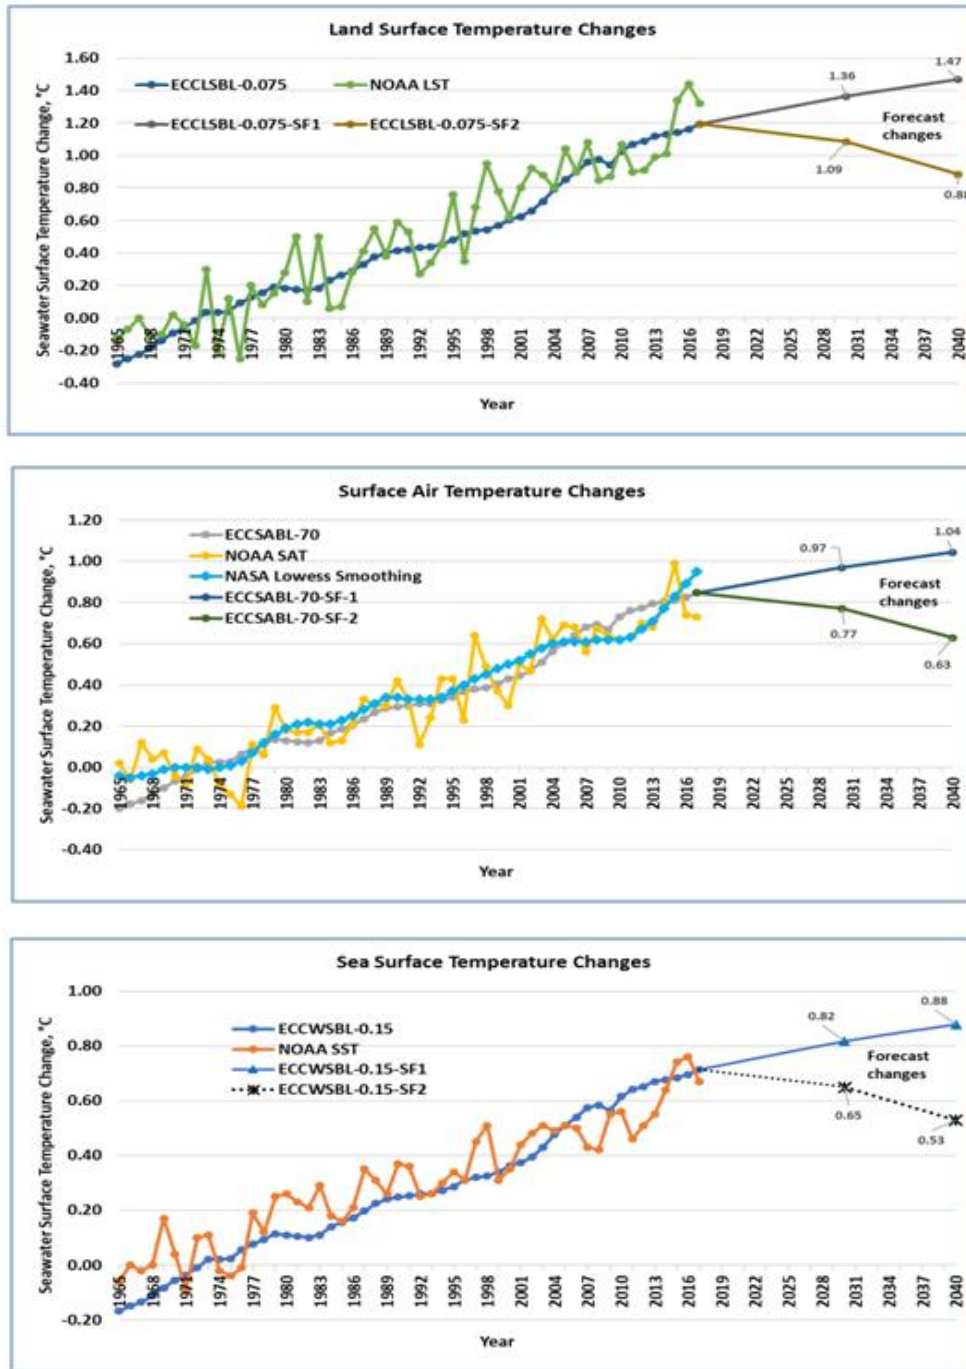 Land Surface Temperature Changes
Seawater Surface Temperature Change, °C
1.60
1.40
1.20
1.00
0.80
0.60
0.40
0.20
0.00
-0.20
-0.40
ECCLSBL-0.075
NOAA LST
ECCLSBL-0.075-SF1
ECCLSBL-0.075-SF2
1.36
1.47
Forecast
changes
1.09
0.88
1965 1968 1971 1974 1977 1980 1983 1986 1989 1992 1995 1998 2001 2004 2007 2010 2013 2016 2019 2022 2025 2028 2031 2034 2037 2040
Year
Surface Air Temperature Changes
Seawater Surface Temperature Change, °C
1.20
1.00
0.80
0.60
0.40
0.20
0.00
-0.20
-0.40
ECCSABL-70
NOAA SAT
NASA Lowess Smoothing
ECCSABL-70-SF-1
ECCSABL-70-SF-2
0.97
1.04
Forecast
changes
0.77
0.63
1965 1968 1971 1974 1977 1980 1983 1986 1989 1992 1995 1998 2001 2004 2007 2010 2013 2016 2019 2022 2025 2028 2031 2034 2037 2040
Year
Sea Surface Temperature Changes
Seawater Surface Temperature Change, °C
1.00
0.80
0.60
0.40
0.20
0.00
-0.20
ECCWSBL-0.15
NOAA SST
ECCWSBL-0.15-SF1
ECCWSBL-0.15-SF2
0.82
0.88
Forecast
changes
0.65
0.53
1965 1968 1971 1974 1977 1980 1983 1986 1989 1992 1995 1998 2001 2004 2007 2010 2013 2016 2019 2022 2025 2028 2031 2034 2037 2040
Year